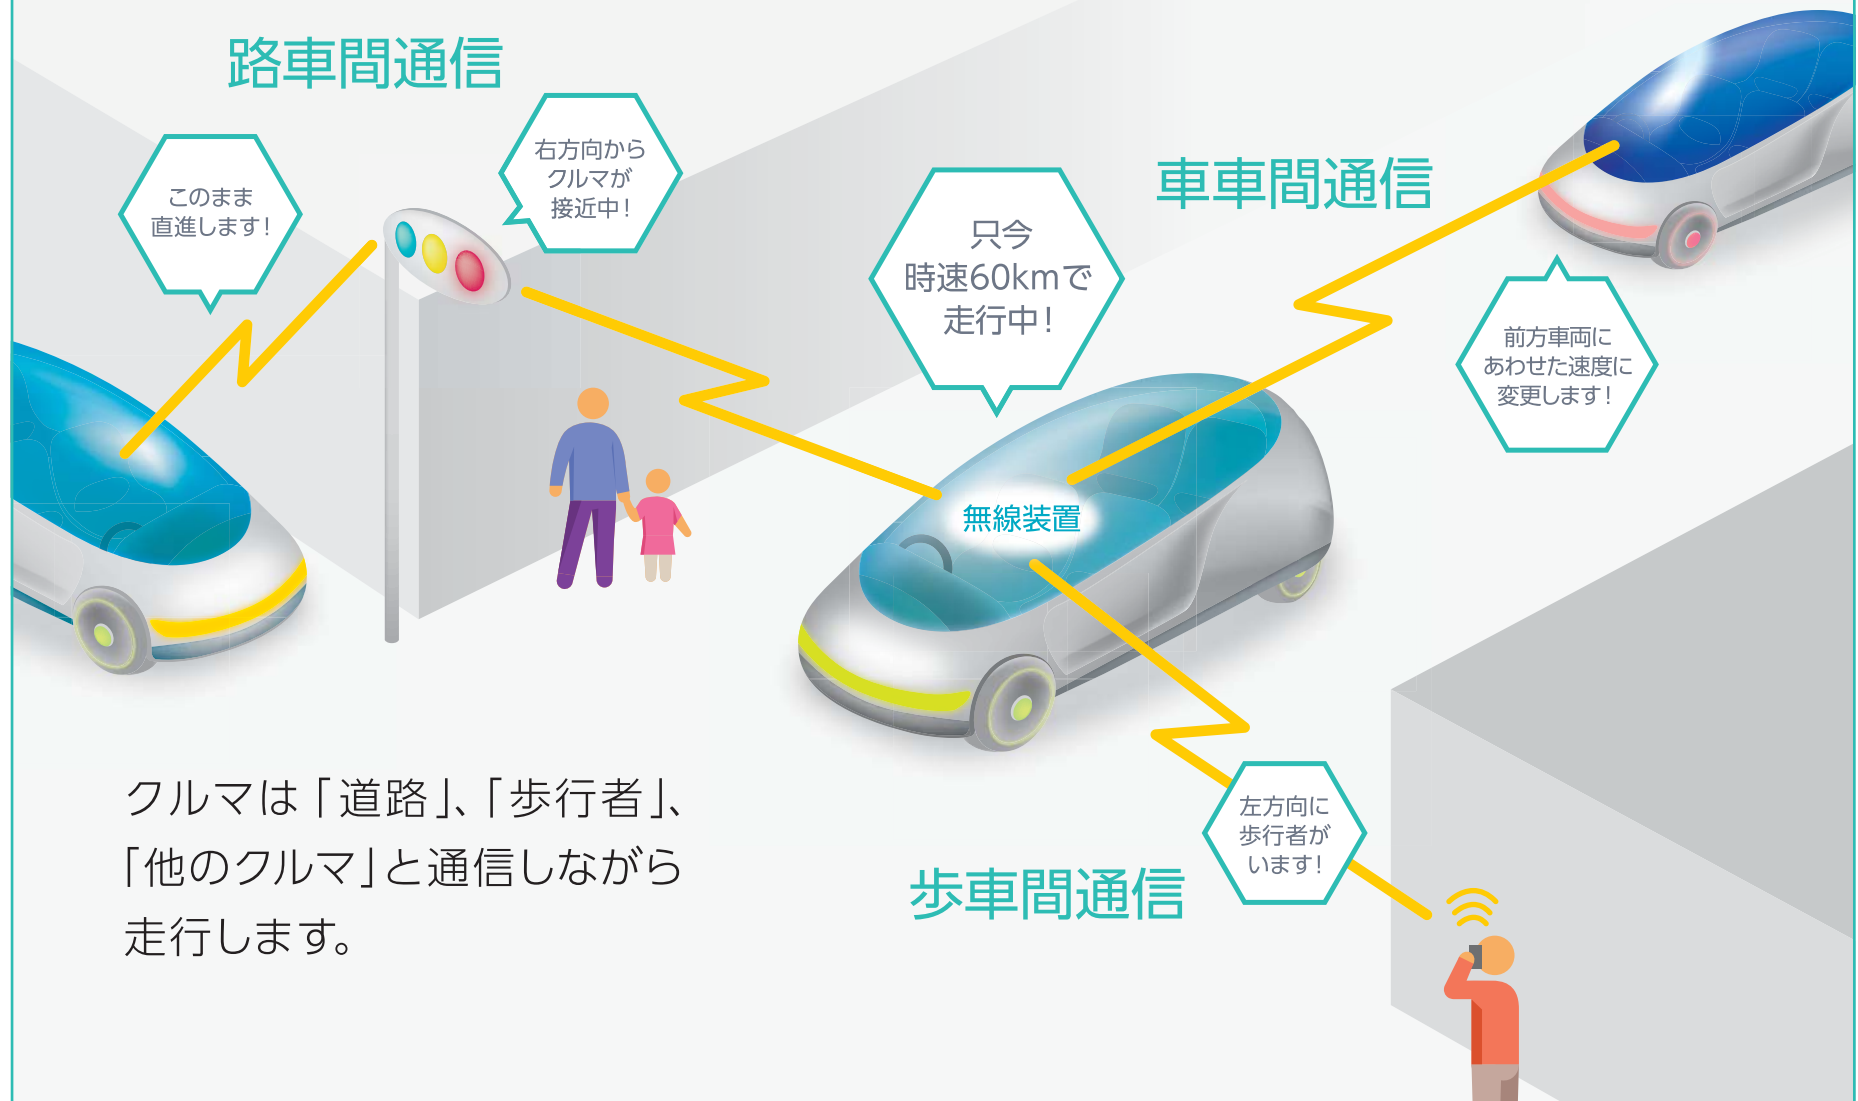 路車間通信
このまま
直進します！
右方向から
クルマが
接近中！
只今
時速60kmで
走行中！
車車間通信
前方車両に
あわせた速度に
変更します！
無線装置
左方向に
歩行者が
います！
歩車間通信
クルマは「道路」、「歩行者」、
「他のクルマ」と通信しながら
走行します。